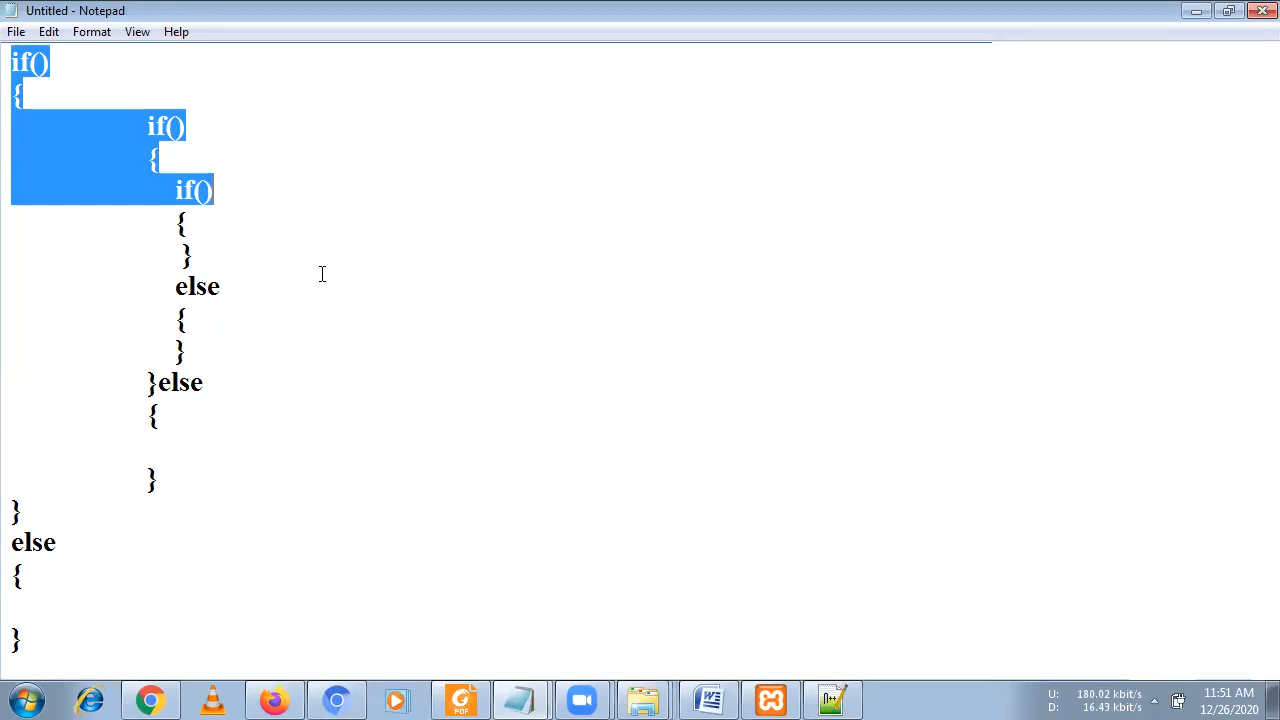 Untitled - Notepad
File Edit Format View Help
if()
{
if()
{
if()
{
}
else
{
}
}else
{
}
}
else
{
}
PDF
W
n++
U: 180.02 kbit/s
D: 16.43 kbit/s
11:51 AM
12/26/2020